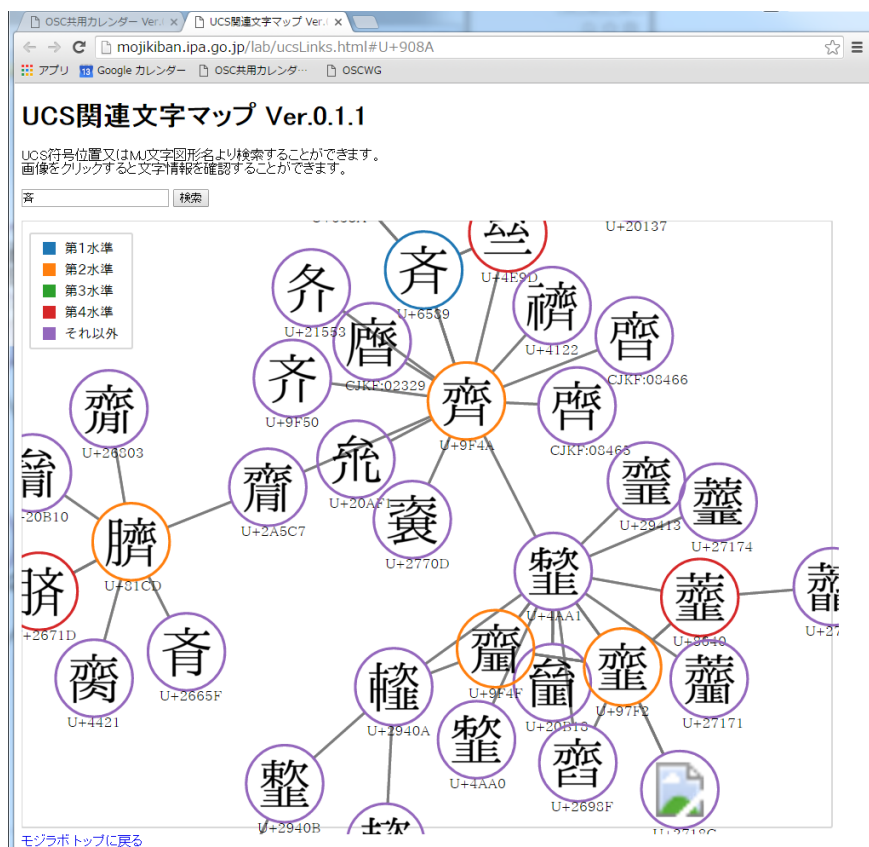 OSC共用カレンダー Ver.
UCS関連文字マップ Ver.
mojikiban.ipa.go.jp/lab/ucsLinks.html#U+908A
アプリ Google カレンダー OSC共用カレンダ… OSCWG
UCS関連文字マップ Ver.0.1.1
UCS符号位置又はMJ文字図形名より検索することができます。
画像をクリックすると文字情報を確認することができます。
斉 検索
第1水準
第2水準
第3水準
第4水準
それ以外
U+20137
斉
U+6589
亝
U+4E9D
U+21553
CJKF:02329
䄢
U+4122
CJKF:08466
齐
U+9F50
齊
U+9F4A
CJKF:08465
U+26803
U+20AF1
U+2A5C7
U+2770D
U+29413
U+27174
-20B10
臍
U+81CD
䪡
U+4AA1
U+8640
+2671D
U+27
䐡
U+4421
U+2665F
齏
U+9F4F
U+20B13
韲
U+97F2
U+27171
U+2940A
䪠
U+4AA0
U+2698F
U+2940B
U+2718C
モジラボトップに戻る